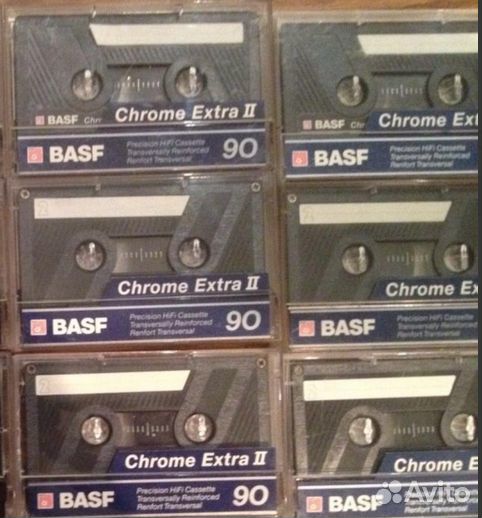 BASF Chr
Chrome Extra II
BASF
Precision HiFi Cassette
Transversally Reinforced
Renfort Transversal
90
BASF Chr
Chrome Ext
BASF
Precision HiFi Cassette
Transversally Reinforced
Renfort Transversal
2
Chrome Extra II
BASF
Precision HiFi Cassette
Transversally Reinforced
Renfort Transversal
90
Chrome Ex
BASF
Precision HiFi Cassette
Transversally Reinforced
Renfort Transversal
Chrome Extra II
BASF
Precision HiFi Cassette
Transversally Reinforced
Renfort Transversal
90
Chrome Ex
BASF
Avito